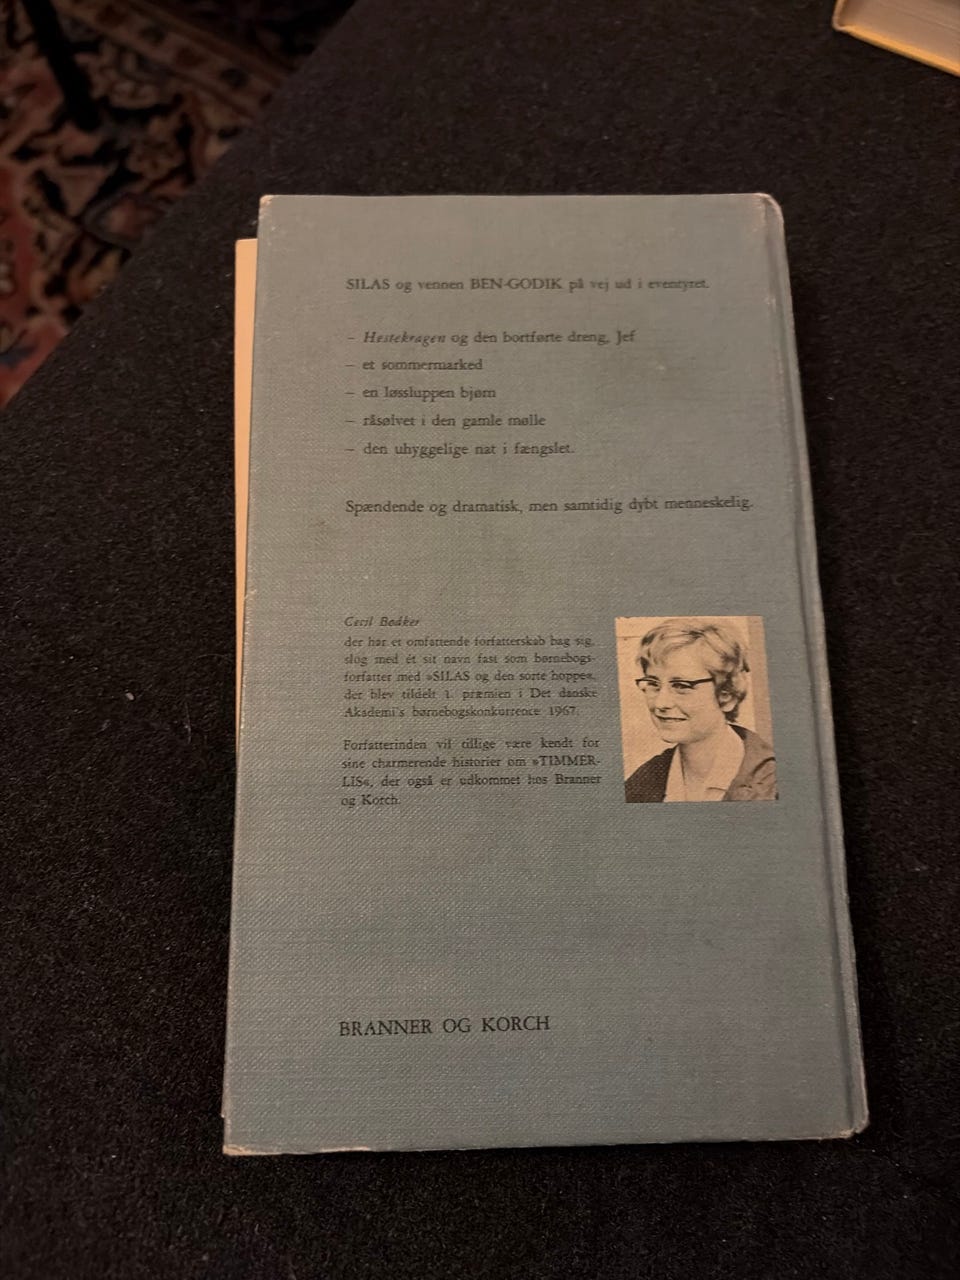 SILAS og vennen BEN-GODIK på vej ud i eventyret.
– Hestekragen og den bortførte dreng, Jef
– et sommermarked
– en løssluppen bjørn
– råsølvet i den gamle mølle
– den uhyggelige nat i fængslet.
Spændende og dramatisk, men samtidig dybt menneskelig.
Cecil Bødker
der har et omfattende forfatterskab bag sig,
slog med ét sit navn fast som børnebogs-
forfatter med »SILAS og den sorte hoppe«,
der blev tildelt 1. præmien i Det danske
Akademi's børnebogskonkurrence 1967.
Forfatterinden vil tillige være kendt for
sine charmerende historier om »TIMMER-
LIS«, der også er udkommet hos Branner
og Korch.
BRANNER OG KORCH